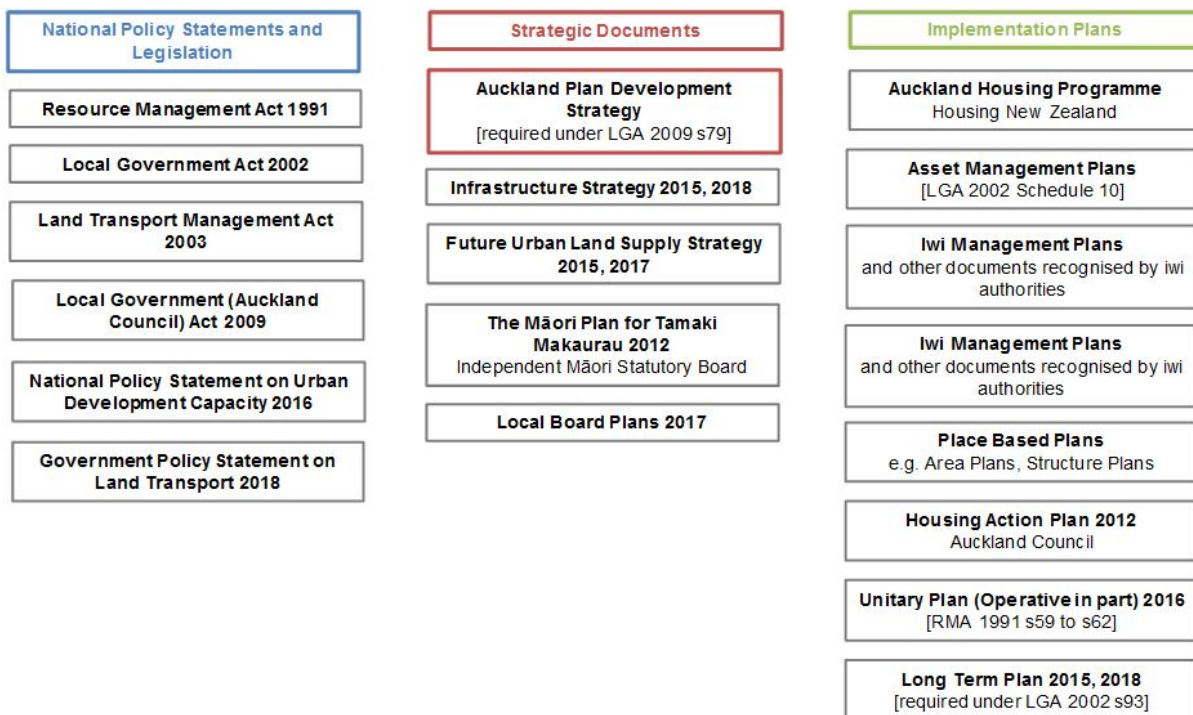 National Policy Statements and
Legislation
Resource Management Act 1991
Local Government Act 2002
Land Transport Management Act
2003
Local Government (Auckland
Council) Act 2009
National Policy Statement on Urban
Development Capacity 2016
Government Policy Statement on
Land Transport 2018
Strategic Documents
Auckland Plan Development
Strategy
[required under LGA 2009 s79]
Infrastructure Strategy 2015, 2018
Future Urban Land Supply Strategy
2015, 2017
The Māori Plan for Tamaki
Makaurau 2012
Independent Māori Statutory Board
Local Board Plans 2017
Implementation Plans
Auckland Housing Programme
Housing New Zealand
Asset Management Plans
[LGA 2002 Schedule 10]
Iwi Management Plans
and other documents recognised by iwi
authorities
Iwi Management Plans
and other documents recognised by iwi
authorities
Place Based Plans
e.g. Area Plans, Structure Plans
Housing Action Plan 2012
Auckland Council
Unitary Plan (Operative in part) 2016
[RMA 1991 s59 to s62]
Long Term Plan 2015, 2018
[required under LGA 2002 s93]